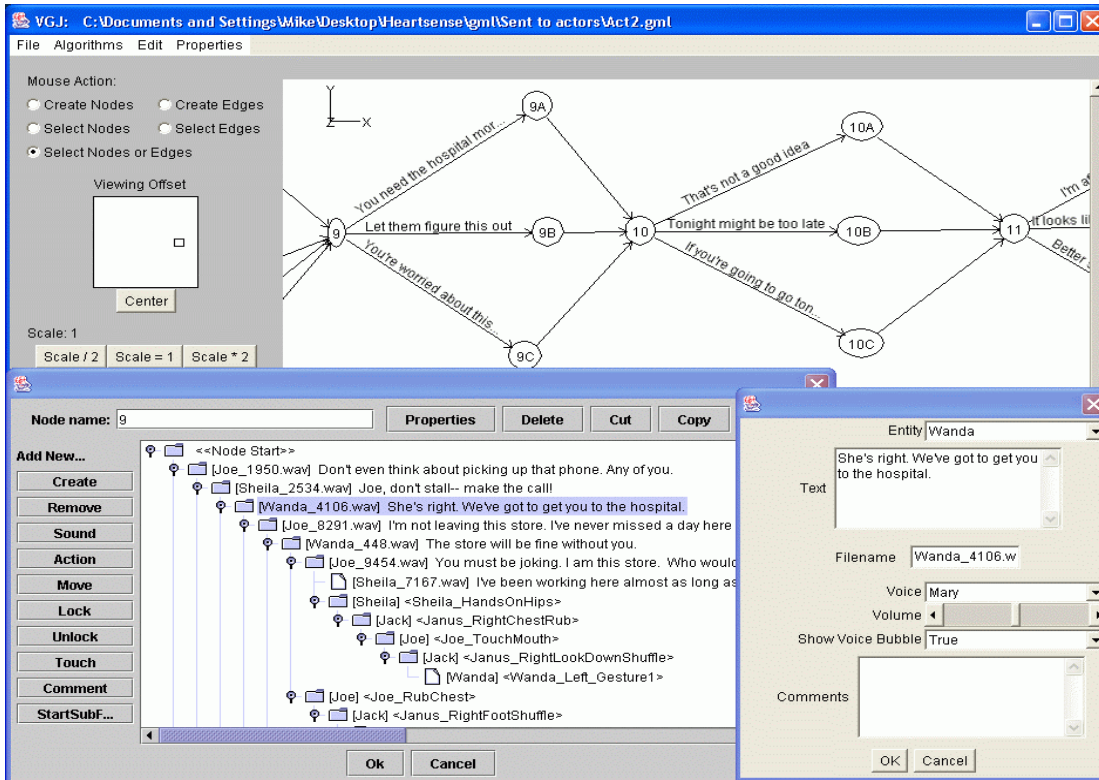 VGJ: C:\Documents and Settings\Mike\Desktop\Heartsense\gml\Sent to actors\Act2.gml
File Algorithms Edit Properties
Mouse Action:
Create Nodes Create Edges
Select Nodes Select Edges
Select Nodes or Edges
Viewing Offset
Center
Scale: 1
Scale / 2 Scale = 1 Scale * 2
Y
Z X
9
You need the hospital mor...
Let them figure this out
You're worried about this...
9A
9B
9C
10
That's not a good idea
Tonight might be too late
If you're going to go ton...
10A
10B
10C
11
I'm af
It looks li
Better
Node name: 9 Properties Delete Cut Copy
Add New...
Create
Remove
Sound
Action
Move
Lock
Unlock
Touch
Comment
StartSubF...
<<Node Start>>
[Joe_1950.wav] Don't even think about picking up that phone. Any of you.
[Sheila_2534.wav] Joe, don't stall-- make the call!
[Wanda_4106.wav] She's right. We've got to get you to the hospital.
[Joe_8291.wav] I'm not leaving this store. I've never missed a day here
[Wanda_448.wav] The store will be fine without you.
[Joe_9454.wav] You must be joking. I am this store. Who would
[Sheila_7167.wav] I've been working here almost as long as
[Sheila] <Sheila_HandsOnHips>
[Jack] <Janus_RightChestRub>
[Joe] <Joe_TouchMouth>
[Jack] <Janus_RightLookDownShuffle>
[Wanda] <Wanda_Left_Gesture1>
[Joe] <Joe_RubChest>
[Jack] <Janus_RightFootShuffle>
Ok Cancel
Entity Wanda
Text
She's right. We've got to get you
to the hospital.
Filename Wanda_4106.w
Voice Mary
Volume
Show Voice Bubble True
Comments
OK Cancel